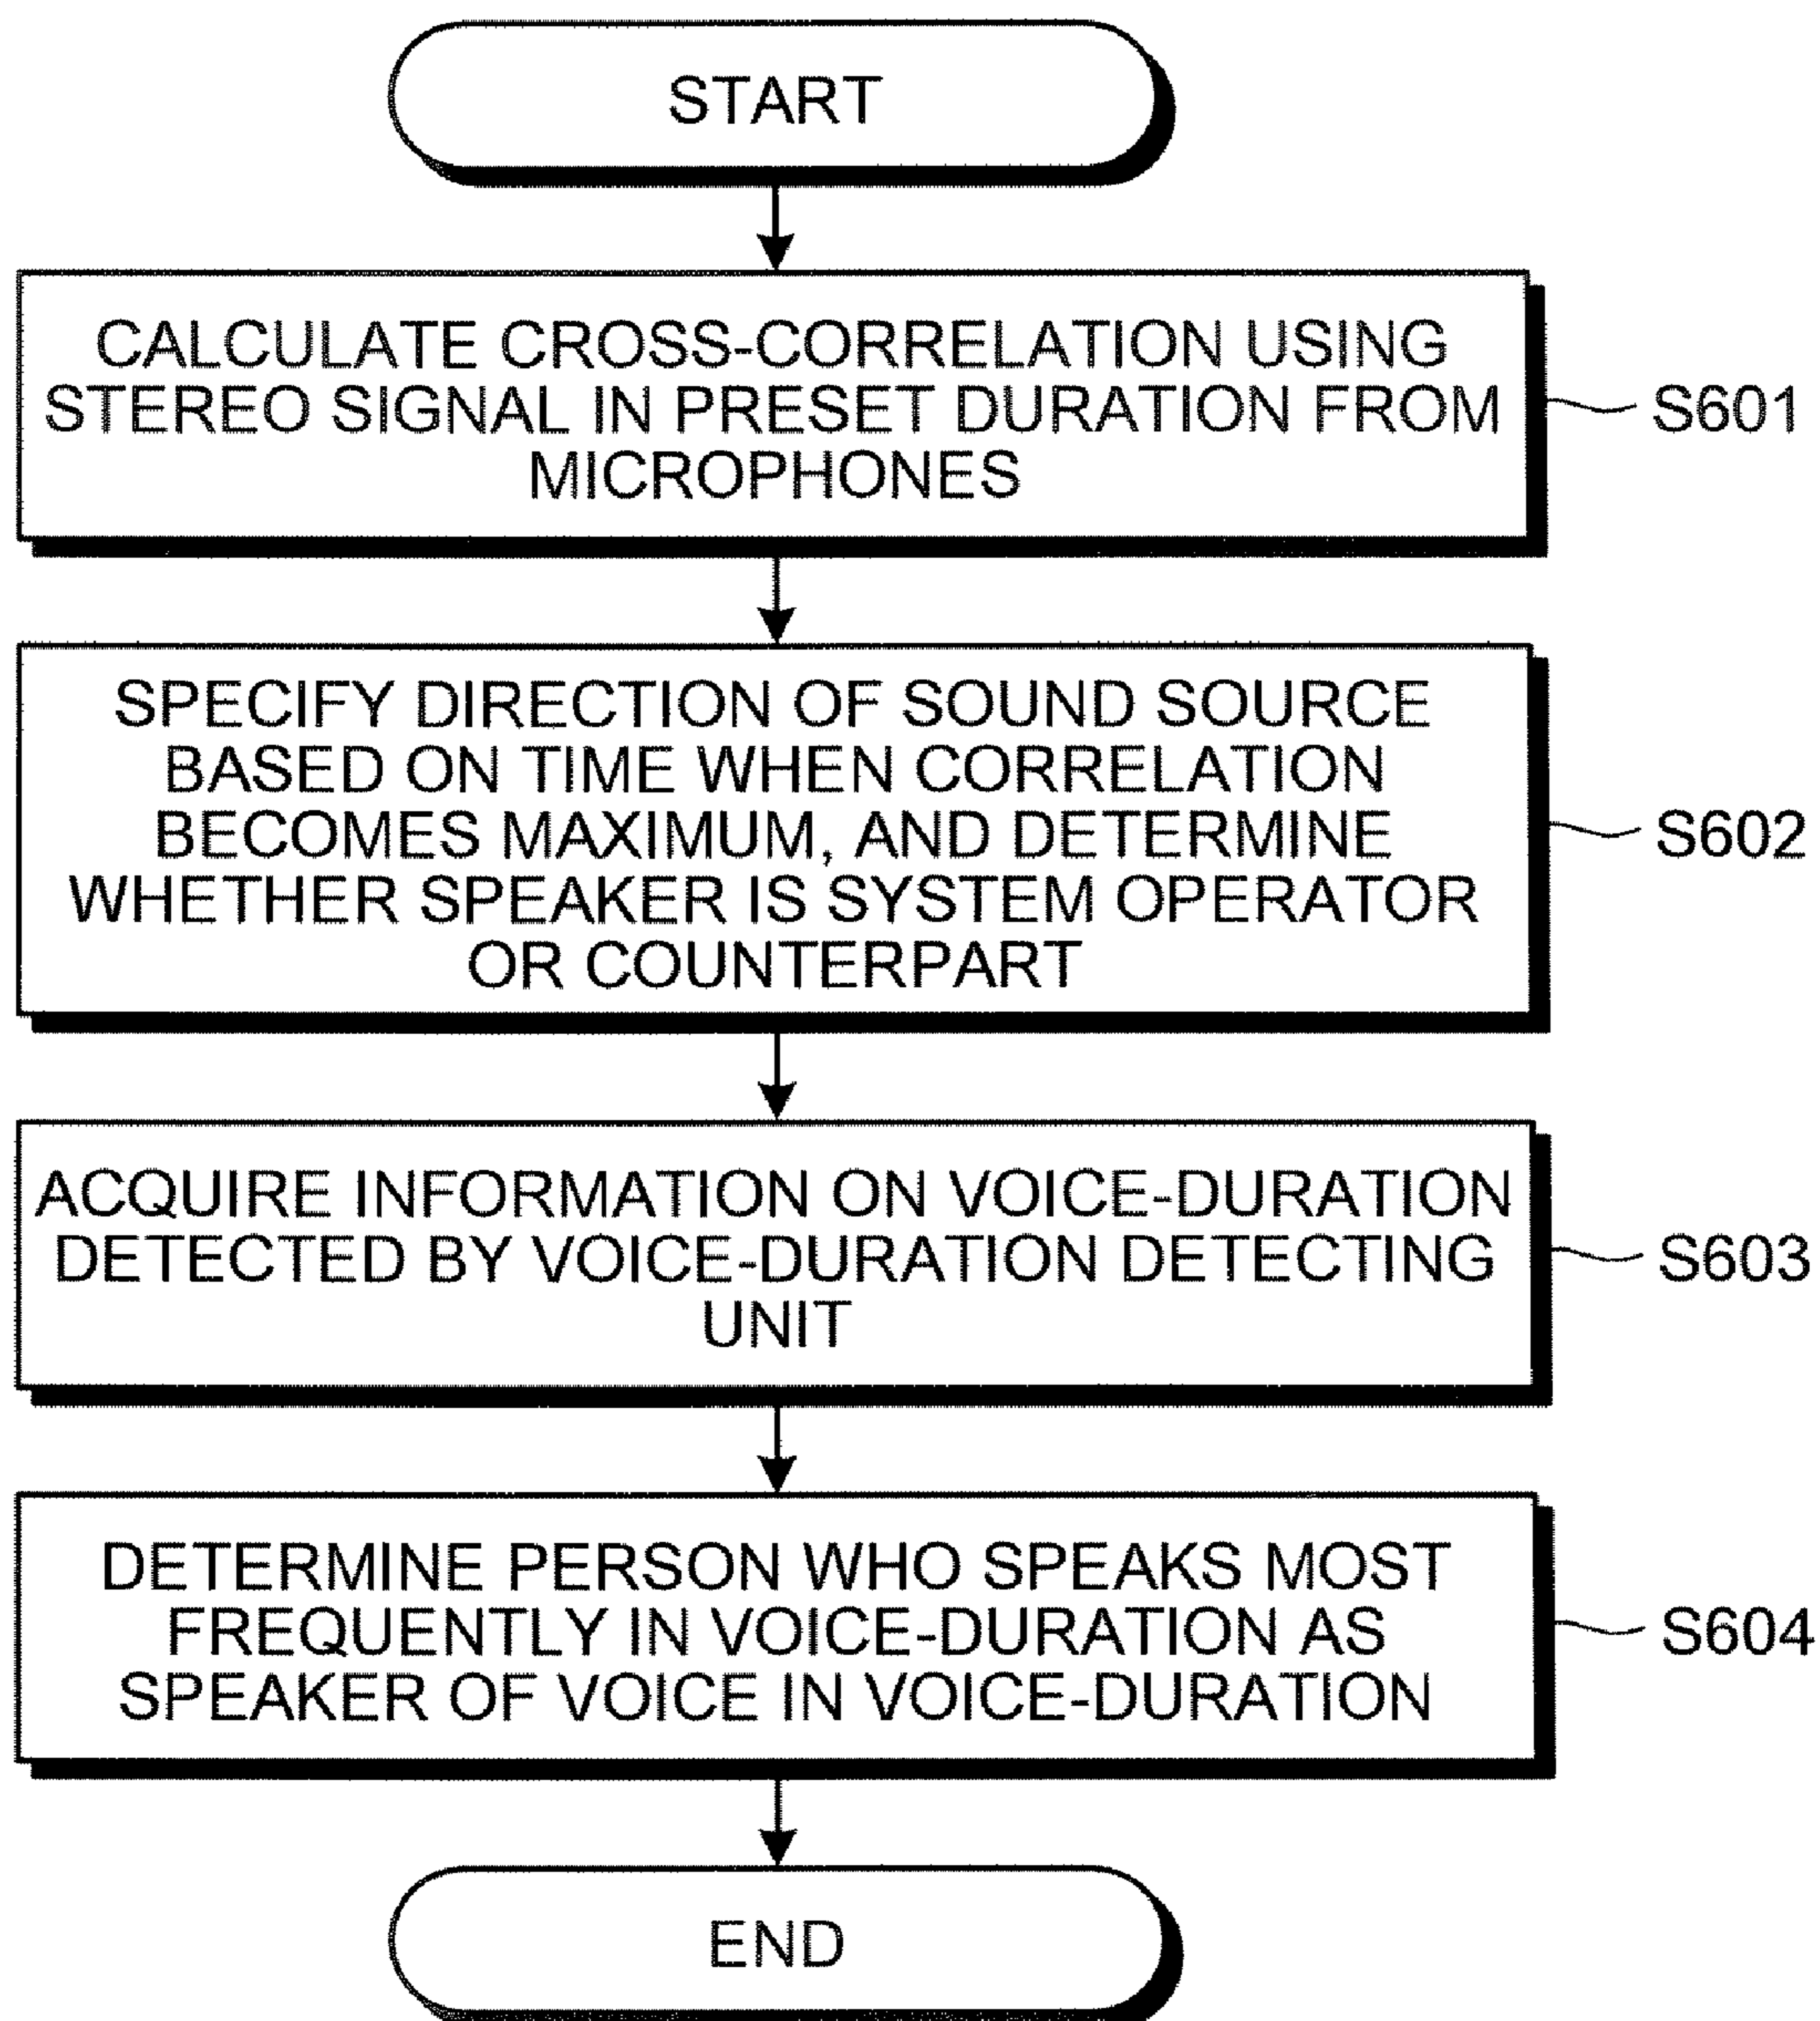 START
CALCULATE CROSS-CORRELATION USING
STEREO SIGNAL IN PRESET DURATION FROM
MICROPHONES
S601
SPECIFY DIRECTION OF SOUND SOURCE
BASED ON TIME WHEN CORRELATION
BECOMES MAXIMUM, AND DETERMINE
WHETHER SPEAKER IS SYSTEM OPERATOR
OR COUNTERPART
S602
ACQUIRE INFORMATION ON VOICE-DURATION
DETECTED BY VOICE-DURATION DETECTING
UNIT
S603
DETERMINE PERSON WHO SPEAKS MOST
FREQUENTLY IN VOICE-DURATION AS
SPEAKER OF VOICE IN VOICE-DURATION
S604
END